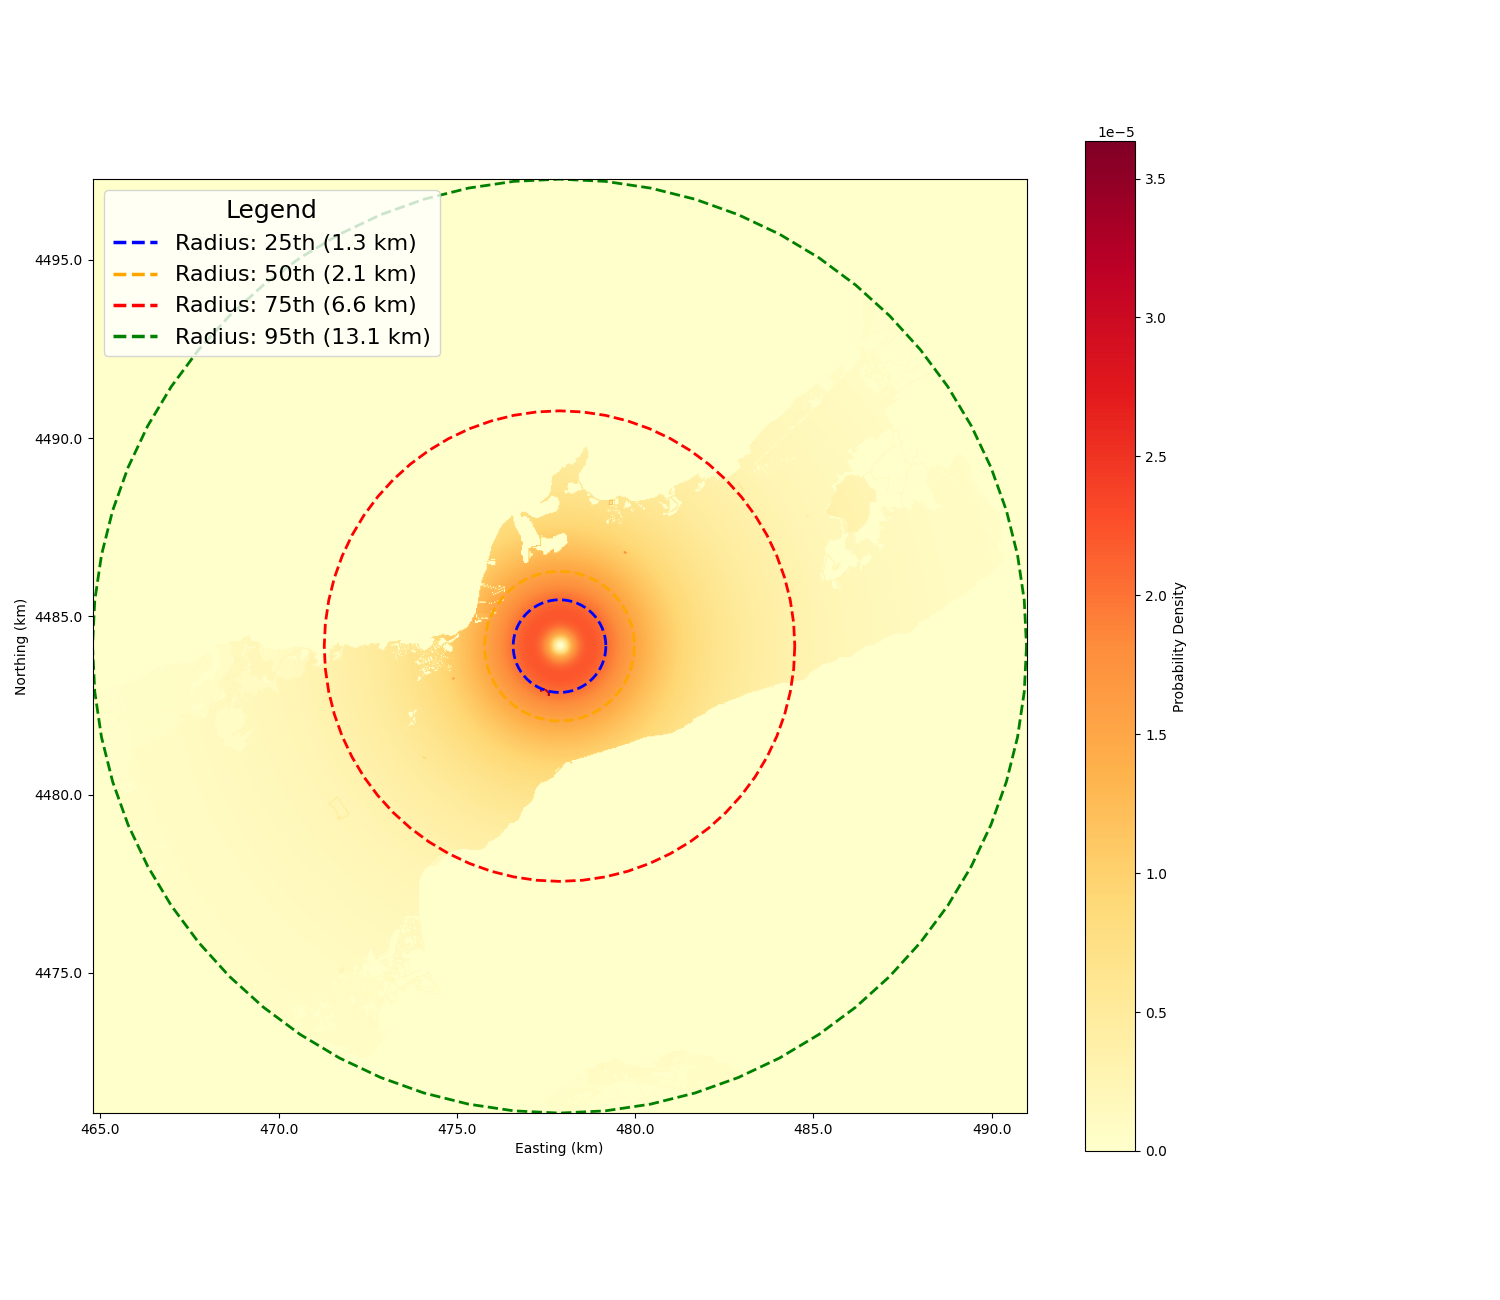 1e−5
Legend
Radius: 25th (1.3 km)
Radius: 50th (2.1 km)
Radius: 75th (6.6 km)
Radius: 95th (13.1 km)
4495.0
4490.0
4485.0
4480.0
4475.0
Northing (km)
465.0 470.0 475.0 480.0 485.0 490.0
Easting (km)
3.5
3.0
2.5
2.0
1.5
1.0
0.5
0.0
Probability Density